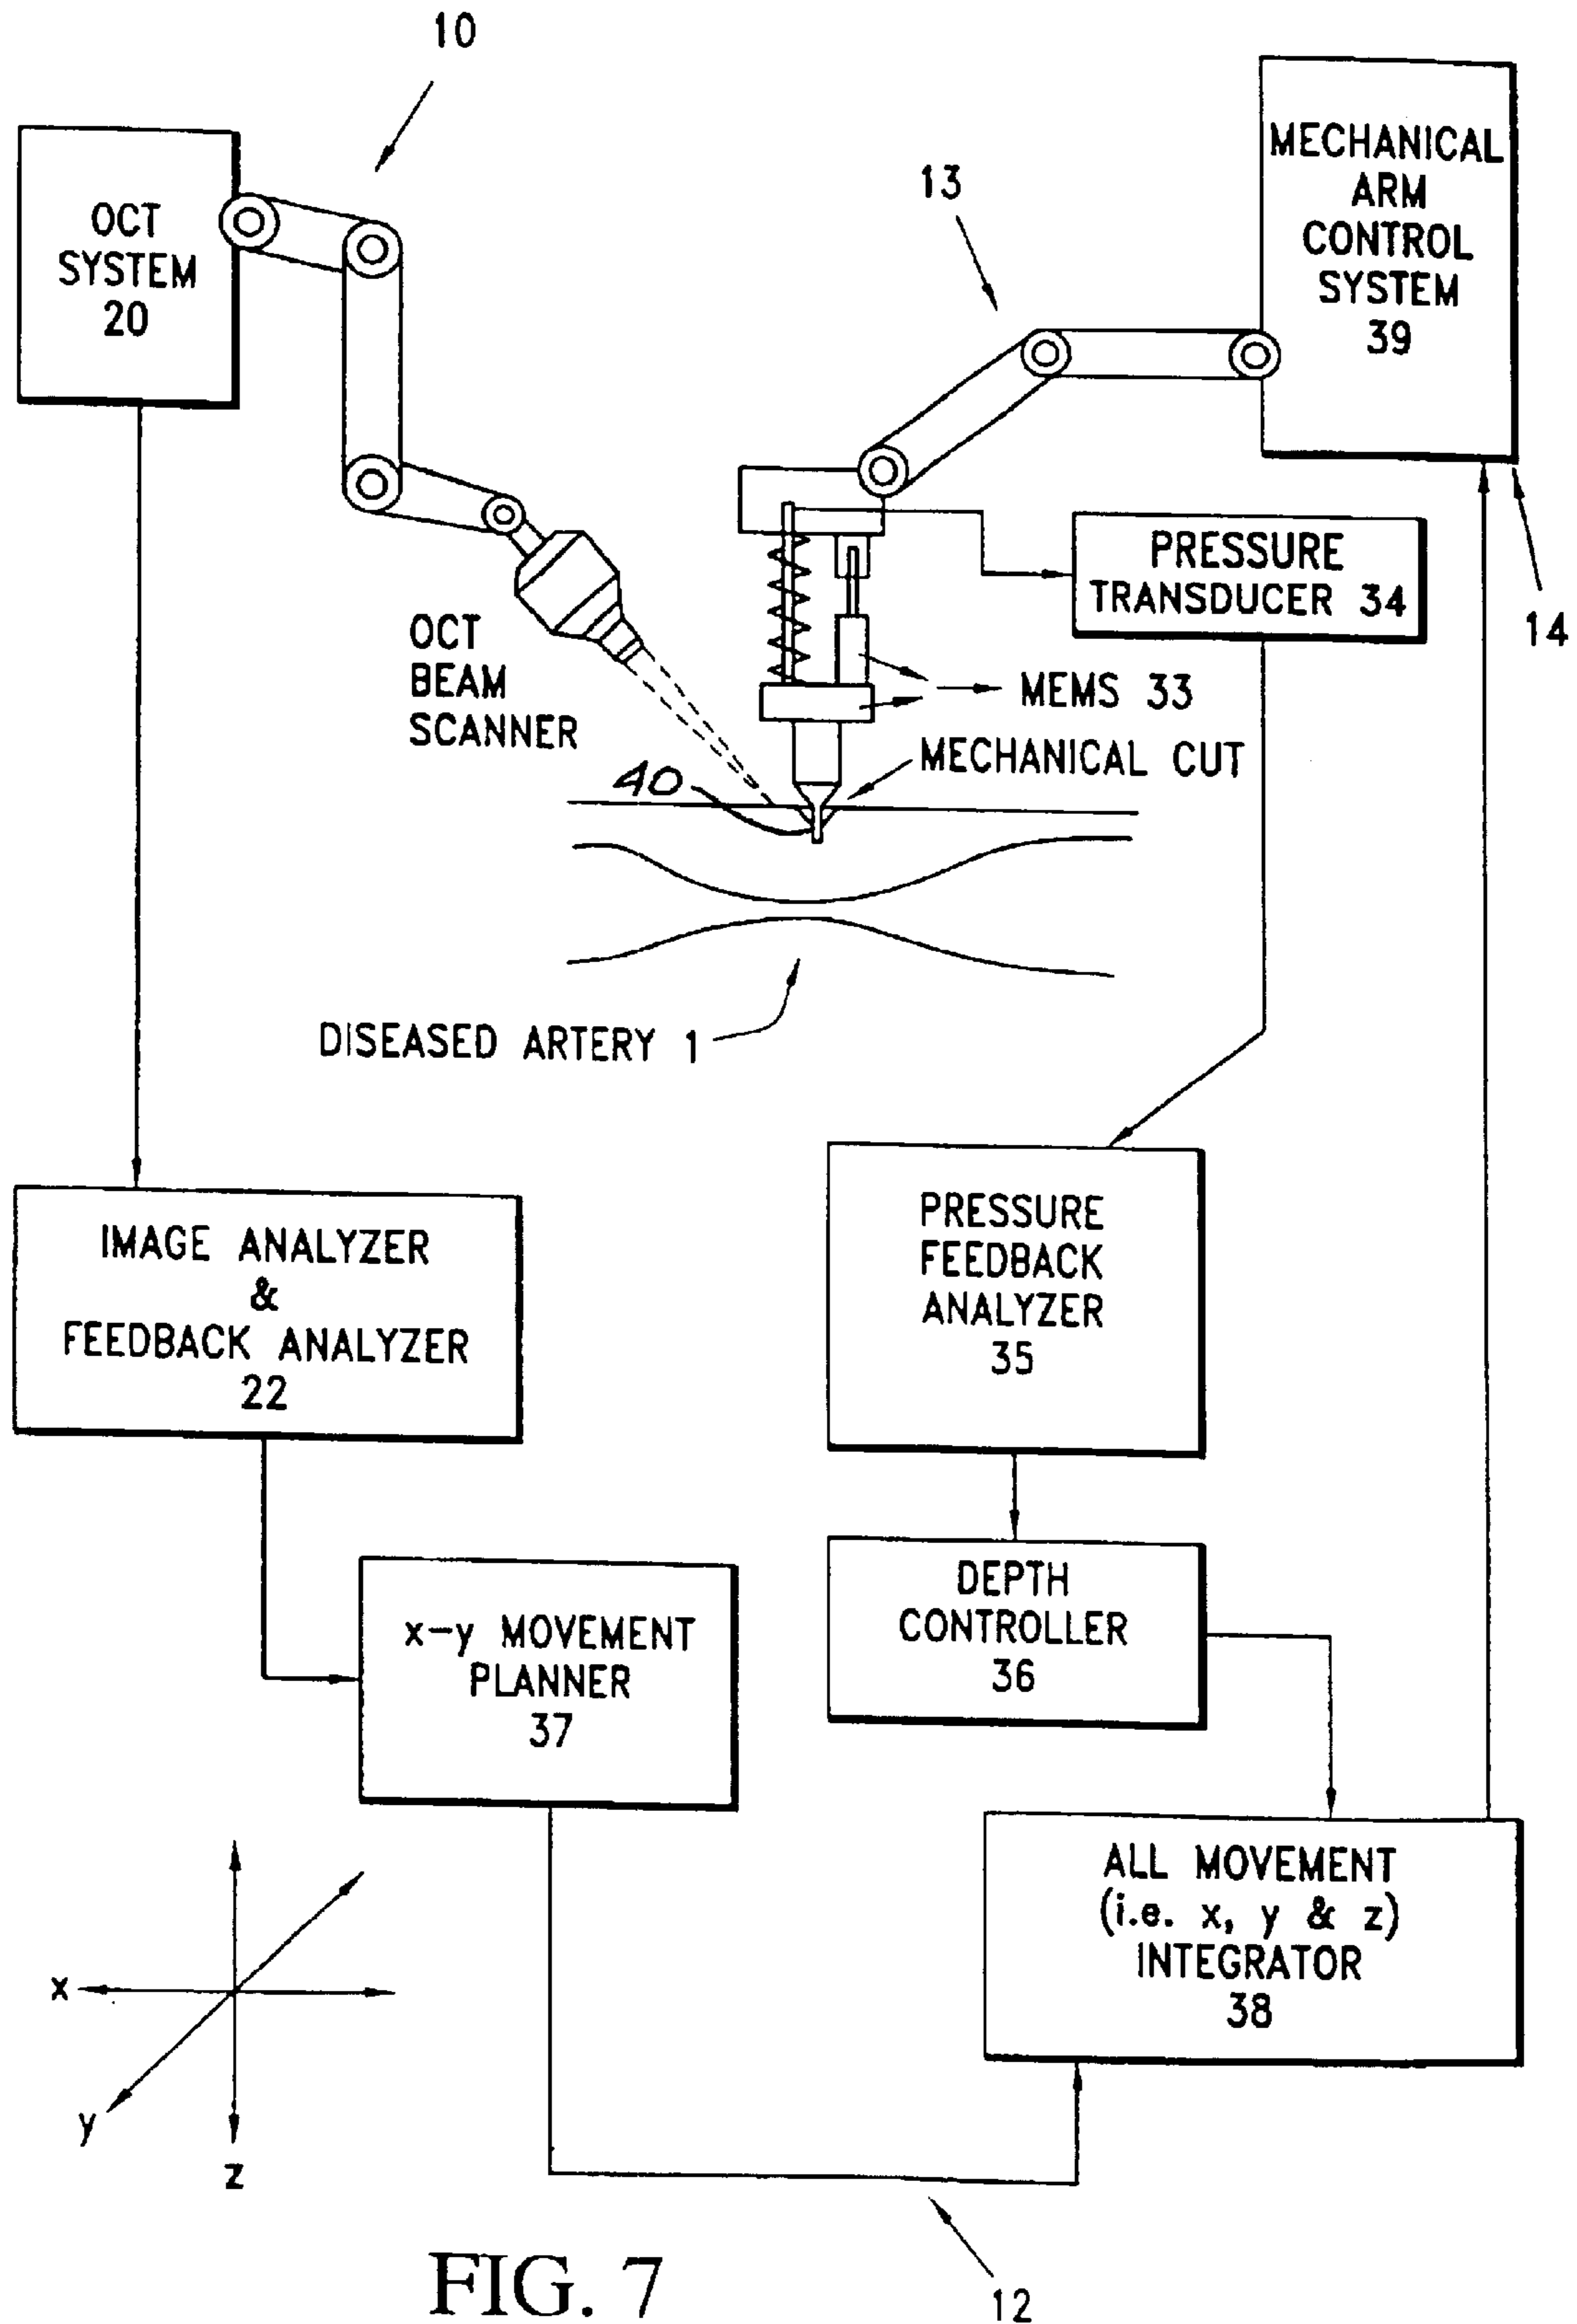 10
OCT
SYSTEM
20
13
MECHANICAL
ARM
CONTROL
SYSTEM
39
PRESSURE
TRANSDUCER 34
14
OCT
BEAM
SCANNER
MEMS 33
MECHANICAL CUT
40
DISEASED ARTERY 1
IMAGE ANALYZER
&
FEEDBACK ANALYZER
22
PRESSURE
FEEDBACK
ANALYZER
35
DEPTH
CONTROLLER
36
x-y MOVEMENT
PLANNER
37
ALL MOVEMENT
(i.e. x, y & z)
INTEGRATOR
38
x
y
z
12
FIG. 7